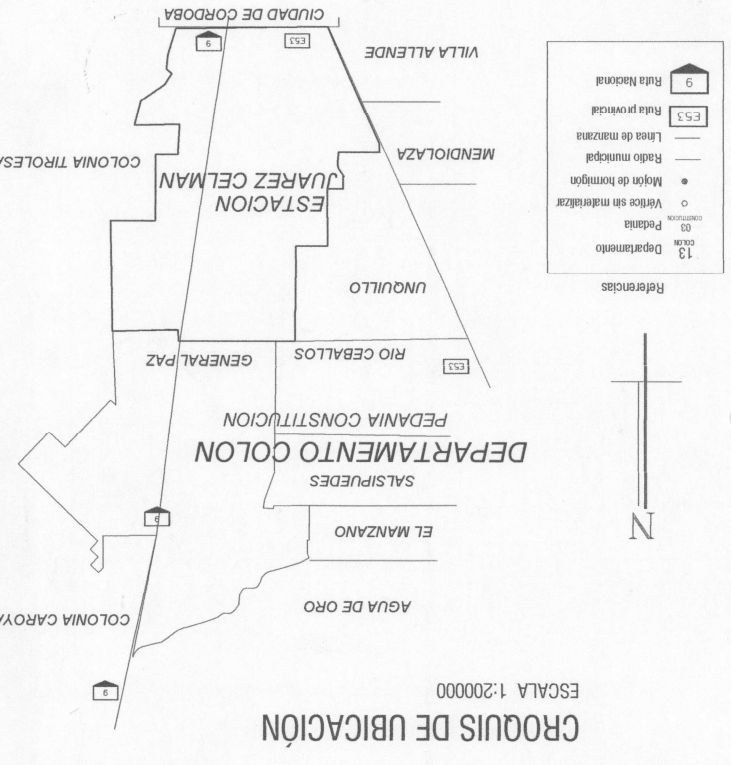 CROQUIS DE UBICACIÓN
ESCALA 1:200000
9
COLONIA CAROYA
AGUA DE ORO
EL MANZANO
9
SALSIPUEDES
DEPARTAMENTO COLON
PEDANIA CONSTITUCION
E53
RIO CEBALLOS
GENERAL PAZ
UNQUILLO
ESTACION
JUAREZ CELMAN
MENDIOLAZA
COLONIA TIROLESA
VILLA ALLENDE
E53
9
CIUDAD DE CORDOBA
N
Referencias
13 COLON Departamento
03 CONSTITUCION Pedania
Vértice sin materializar
Mojón de hormigón
Radio municipal
Línea de manzana
E53 Ruta provincial
9 Ruta Nacional